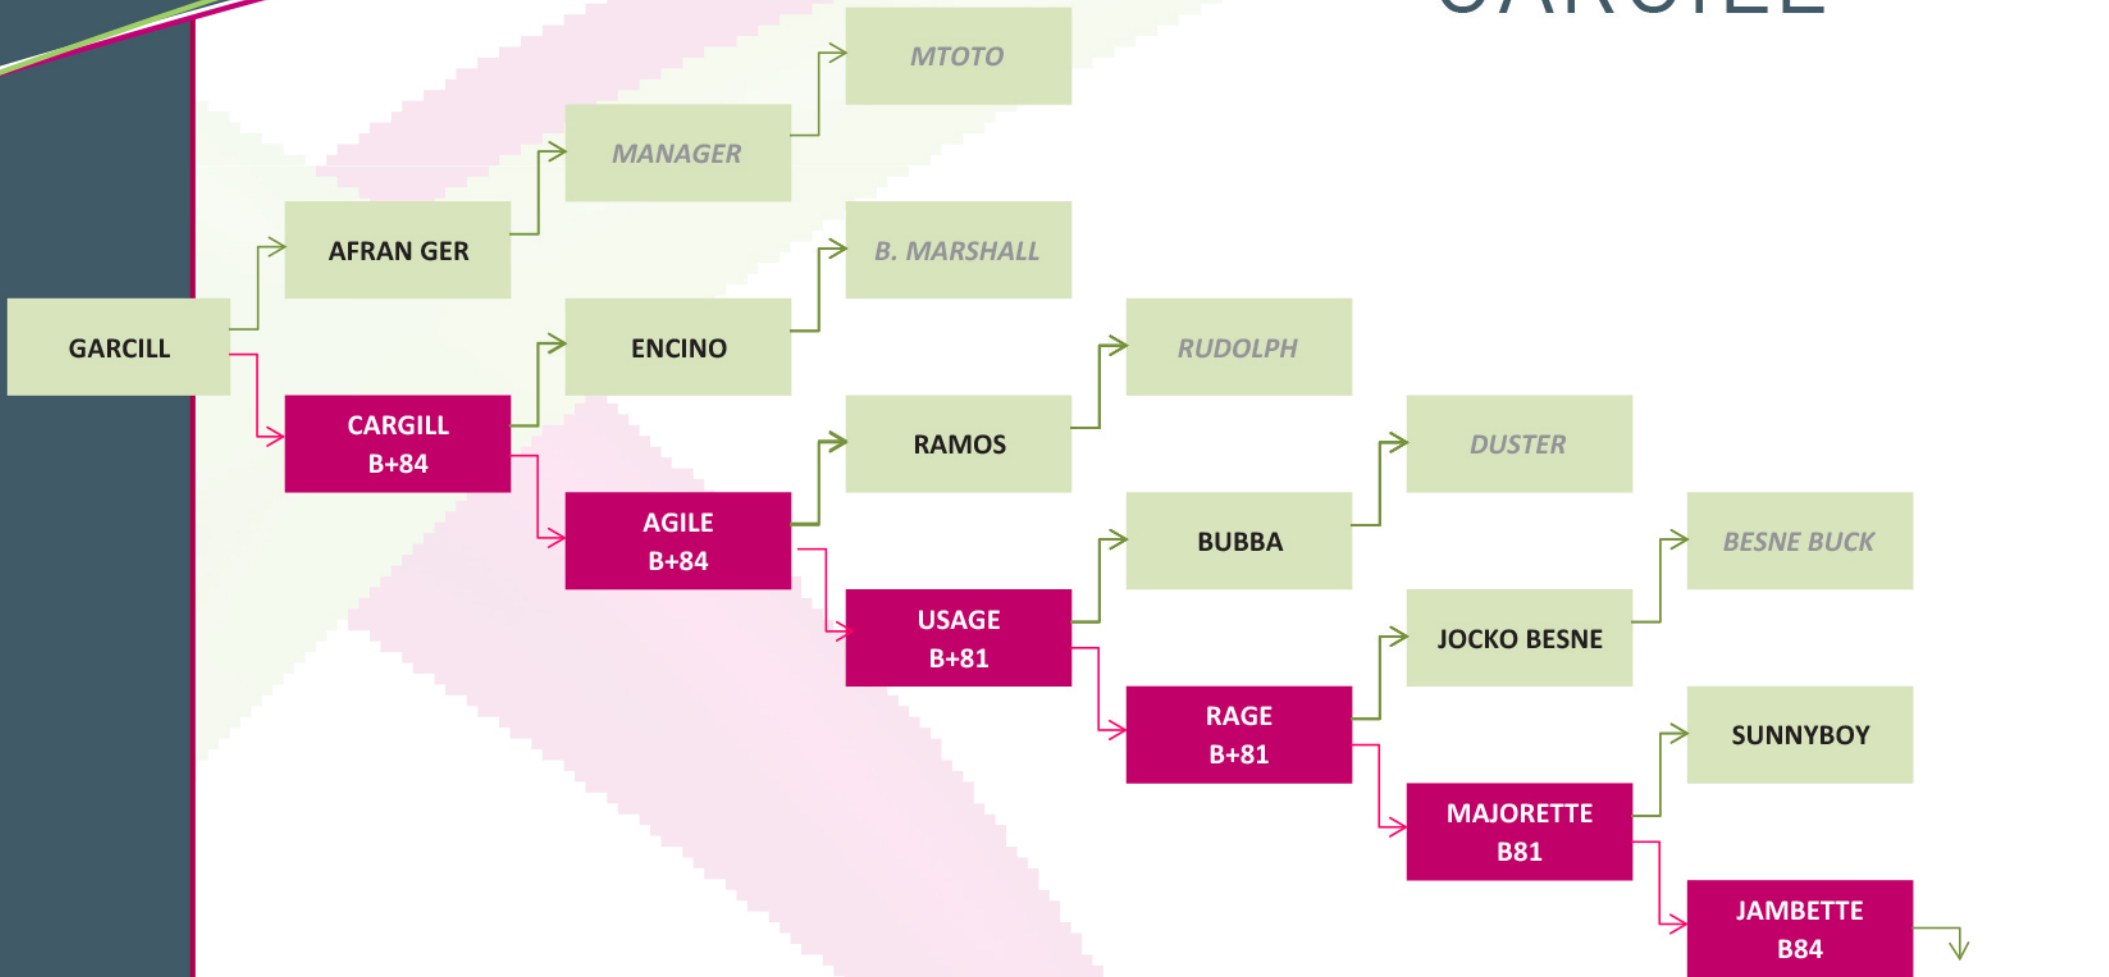 MTOTO
MANAGER
AFRAN GER
B. MARSHALL
GARCILL
ENCINO
RUDOLPH
CARGILL
B+84
RAMOS
DUSTER
AGILE
B+84
BUBBA
BESNE BUCK
USAGE
B+81
JOCKO BESNE
RAGE
B+81
SUNNYBOY
MAJORETTE
B81
JAMBETTE
B84